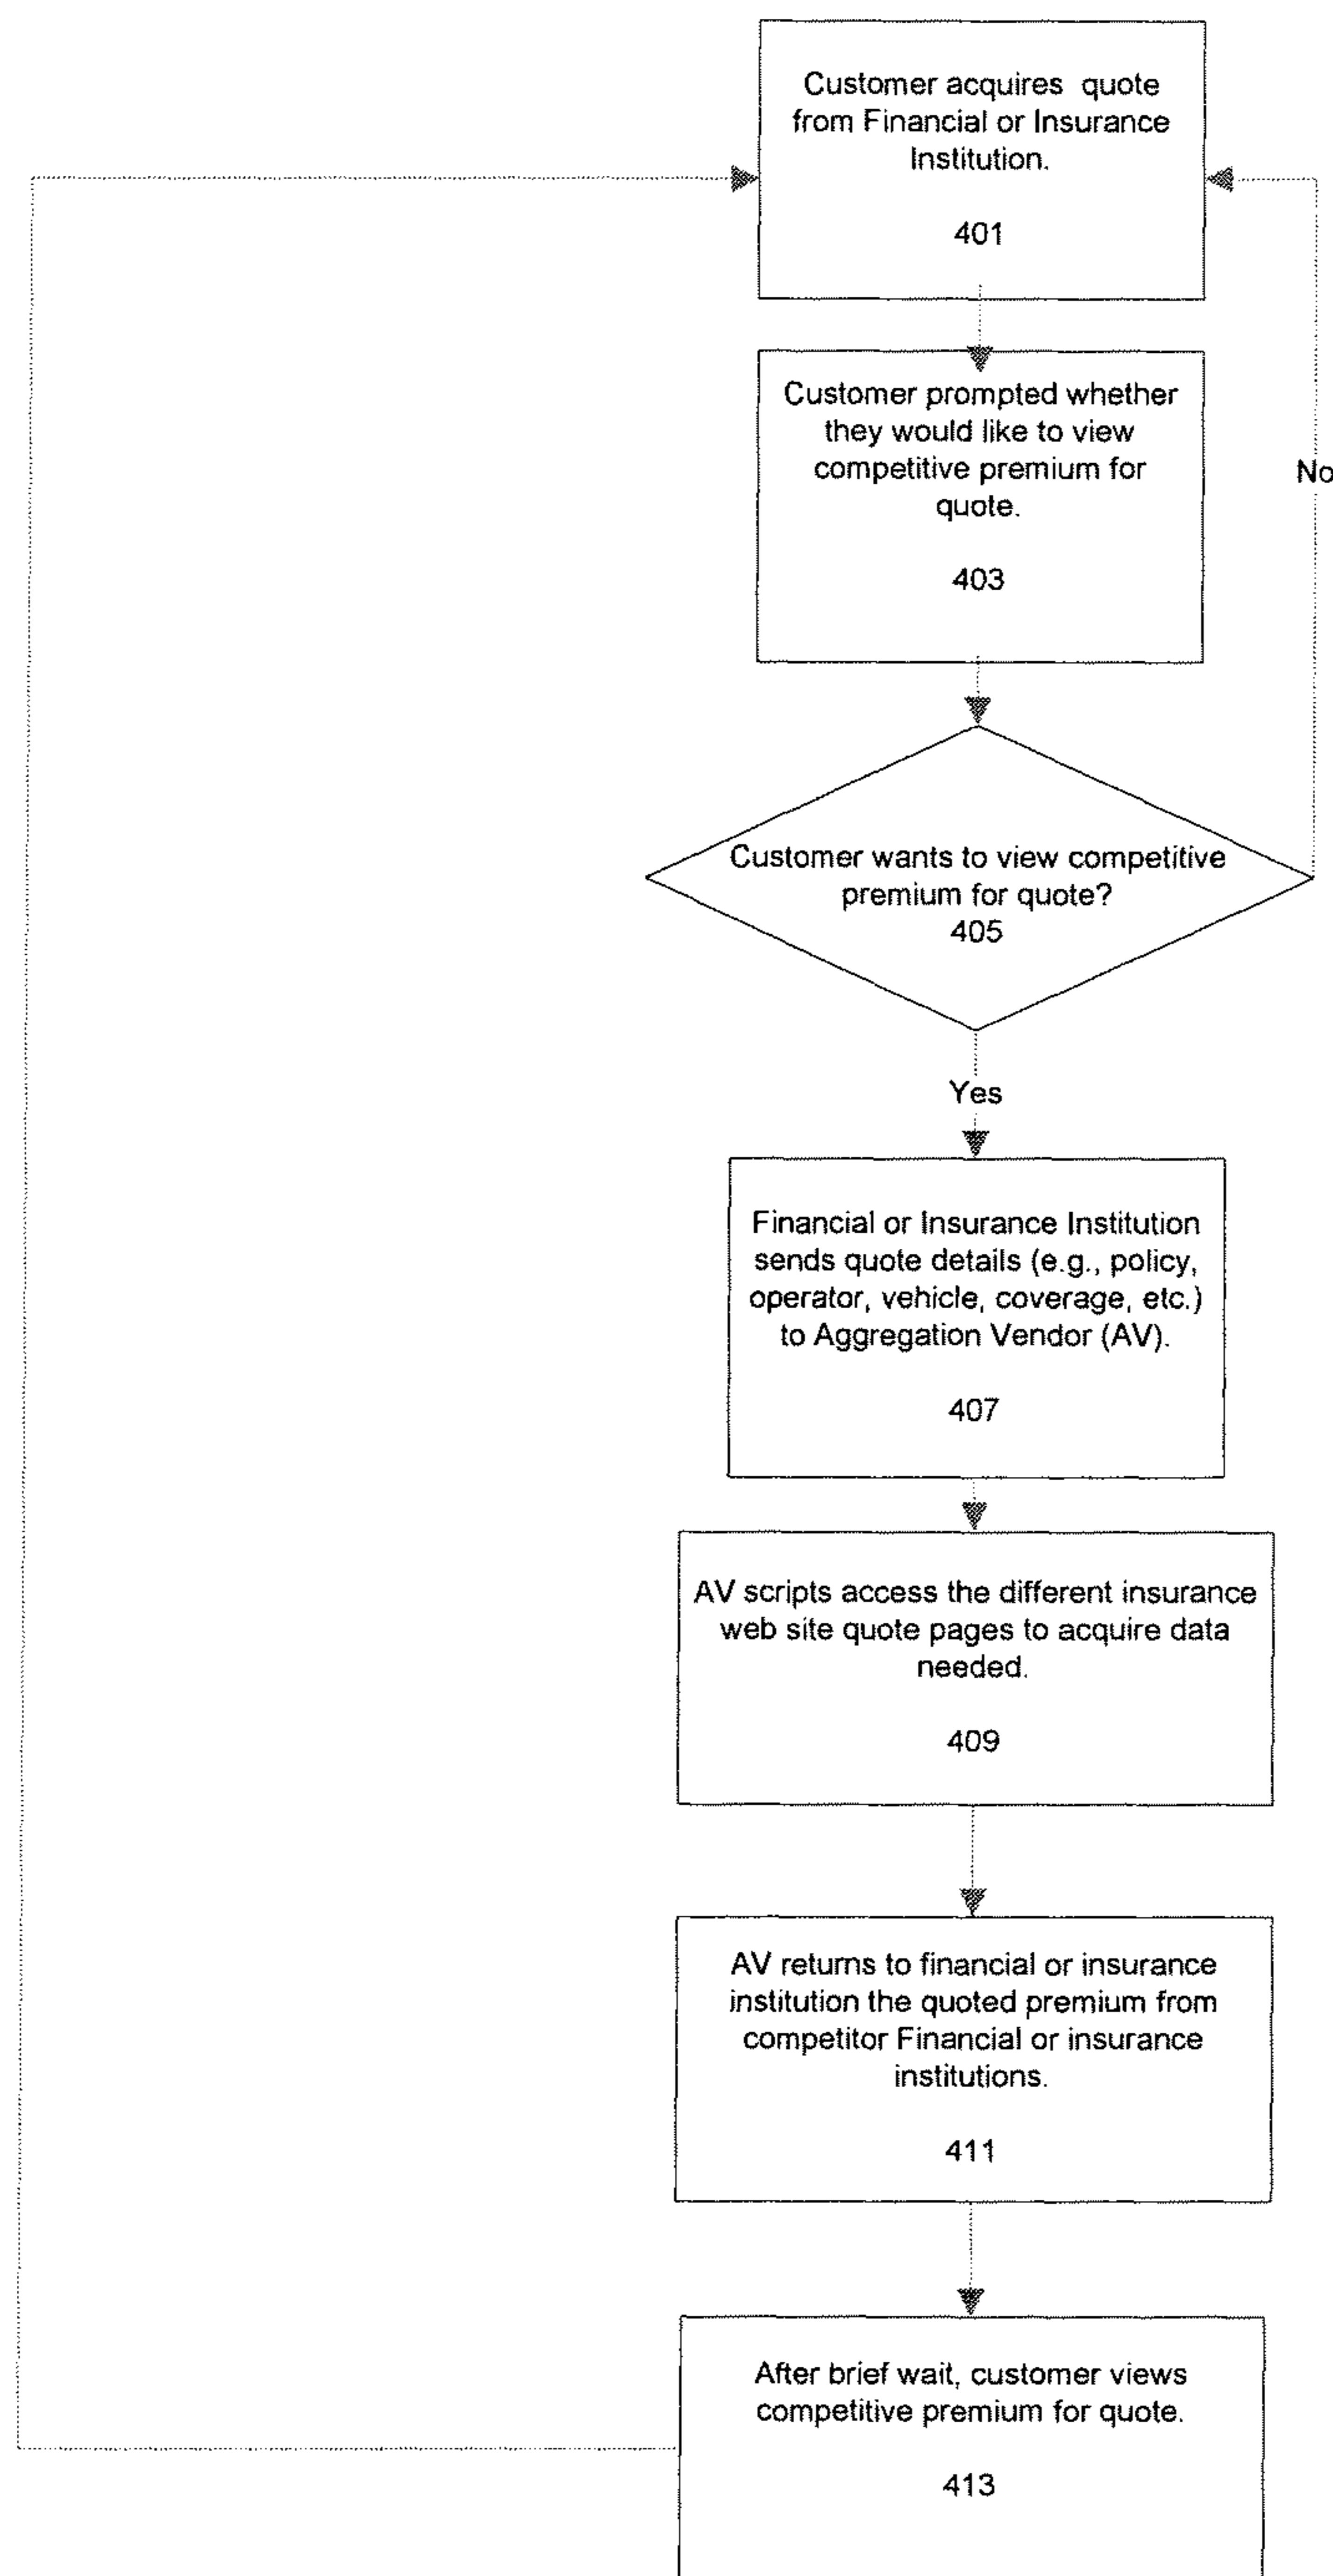 Customer acquires quote
from Financial or Insurance
Institution.
401
Customer prompted whether
they would like to view
competitive premium for
quote.
403
No
Customer wants to view competitive
premium for quote?
405
Yes
Financial or Insurance Institution
sends quote details (e.g., policy,
operator, vehicle, coverage, etc.)
to Aggregation Vendor (AV).
407
AV scripts access the different insurance
web site quote pages to acquire data
needed.
409
AV returns to financial or insurance
institution the quoted premium from
competitor Financial or insurance
institutions.
411
After brief wait, customer views
competitive premium for quote.
413